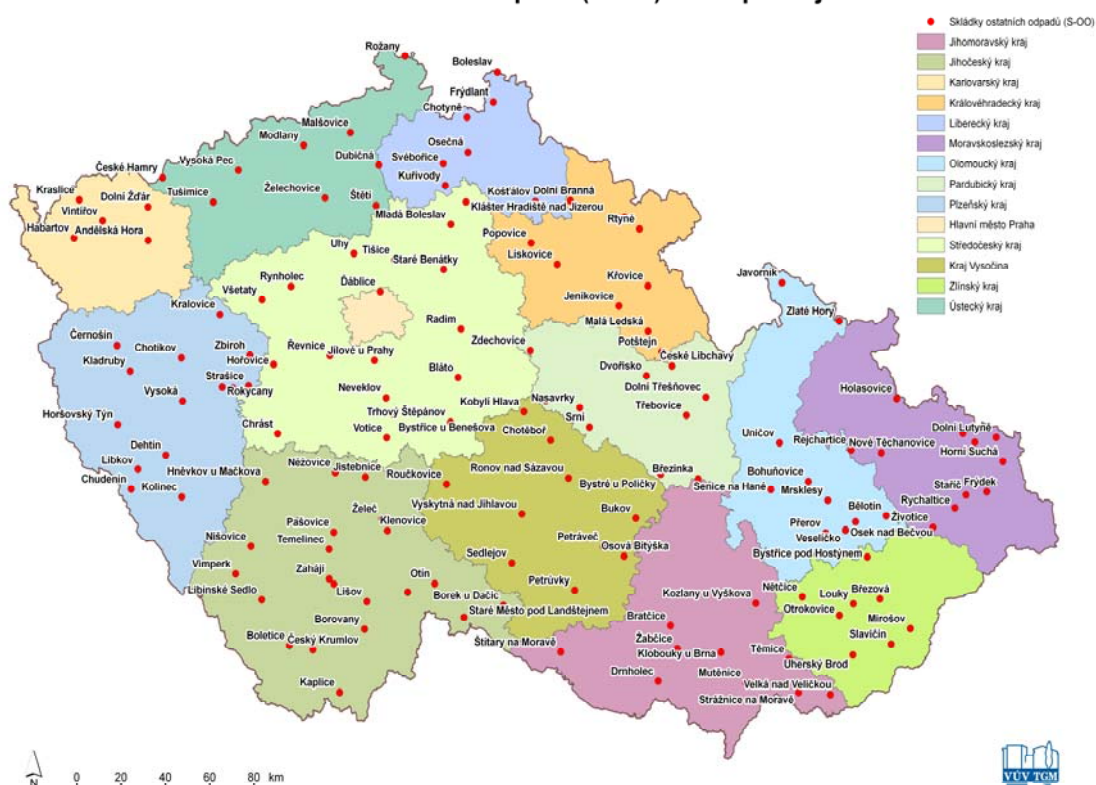 Skládky ostatních odpadů (S-OO)
Jihomoravský kraj
Jihočeský kraj
Karlovarský kraj
Královéhradecký kraj
Liberecký kraj
Moravskoslezský kraj
Olomoucký kraj
Pardubický kraj
Plzeňský kraj
Hlavní město Praha
Středočeský kraj
Kraj Vysočina
Zlínský kraj
Ústecký kraj
Rožany
Boleslav
Frýdlant
Chotyně
Malšovice
Modlany
Osečná
Dubičná
Svébořice
Vysoká Pec
České Hamry
Kuřívody
Kraslice
Dolní Žďár
Tušimice
Želechovice
Štětí
Košťálov
Dolní Branná
Klášter Hradiště nad Jizerou
Vintířov
Mladá Boleslav
Rtyně
Habartov
Andělská Hora
Popovice
Uhy
Tišice
Lískovice
Staré Benátky
Rynholec
Ďáblice
Křovice
Javorník
Všetaty
Jeníkovice
Kralovice
Zlaté Hory
Malá Ledská
Radim
Černošín
Chotíkov
Zbiroh
Zdechovice
Potštejn
Hořovice
Řevnice
Jílové u Prahy
České Libchavy
Kladruby
Dvořisko
Strašice
Bláto
Vysoká
Rokycany
Neveklov
Dolní Třešňovec
Holasovice
Kobylí Hlava
Nasavrky
Třebovice
Horšovský Týn
Trhový Štěpánov
Srní
Chrást
Votice
Bystřice u Benešova
Dolní Lutyně
Chotěboř
Uničov
Rejchartice
Nové Těchanovice
Dehtín
Horní Suchá
Libkov
Hněvkov u Mačkova
Něžovice
Jistebnice
Roučkovice
Ronov nad Sázavou
Březinka
Bohuňovice
Chudenín
Kolinec
Bystré u Poličky
Senice na Hané
Mrsklesy
Staříč
Frýdek
Rychaltice
Želeč
Vyskytná nad Jihlavou
Bukov
Bělotín
Životice
Pášovice
Klenovice
Přerov
Temelínec
Petráveč
Veselíčko
Osek nad Bečvou
Nišovice
Sedlejov
Osová Bítýška
Bystřice pod Hostýnem
Vimperk
Zahájí
Otín
Petrůvky
Nětčice
Březová
Libínské Sedlo
Lišov
Borek u Dačic
Kozlany u Vyškova
Louky
Staré Město pod Landštejnem
Otrokovice
Borovany
Bratčice
Mirošov
Boletice
Český Krumlov
Štítary na Moravě
Žabčice
Slavičín
Klobouky u Brna
Těmice
Uherský Brod
Drnholec
Mutěnice
Velká nad Veličkou
Kaplice
Strážnice na Moravě
N
0 20 40 60 80 km
VÚV TGM